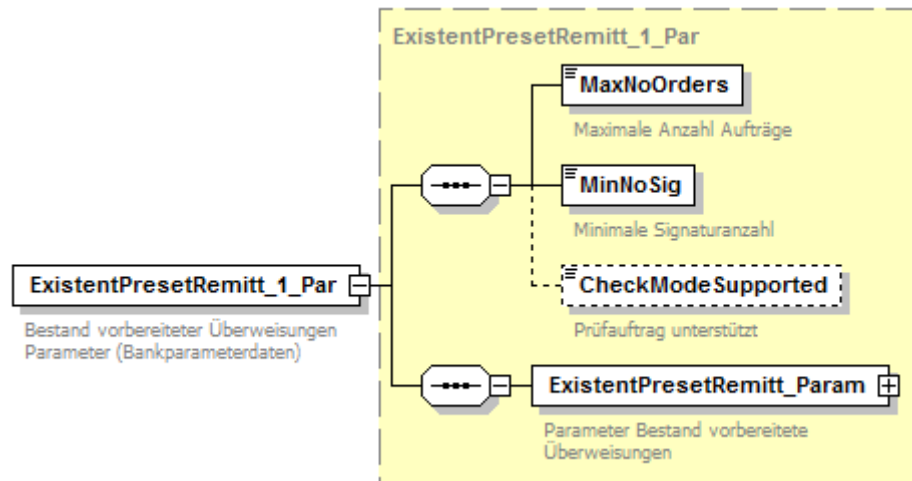 ExistentPresetRemitt_1_Par
MaxNoOrders
Maximale Anzahl Aufträge
MinNoSig
Minimale Signaturanzahl
ExistentPresetRemitt_1_Par
Bestand vorbereiteter Überweisungen
Parameter (Bankparameterdaten)
CheckModeSupported
Prüfauftrag unterstützt
ExistentPresetRemitt_Param
Parameter Bestand vorbereitete
Überweisungen